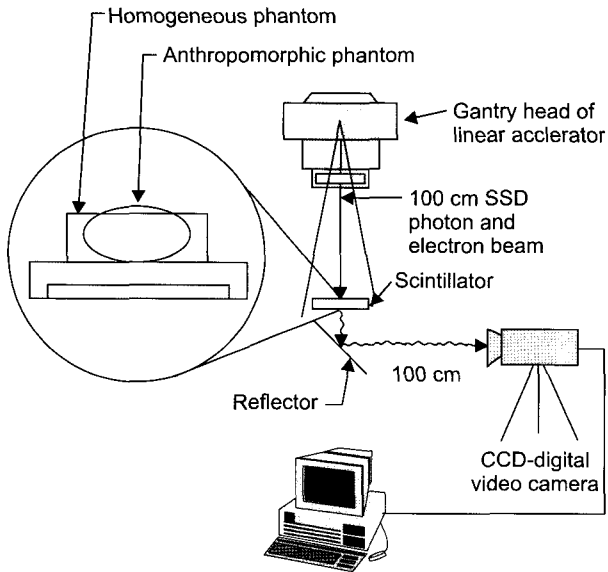 Homogeneous phantom
Anthropomorphic phantom
Gantry head of
linear acclerator
100 cm SSD
photon and
electron beam
Scintillator
100 cm
Reflector
CCD-digital
video camera